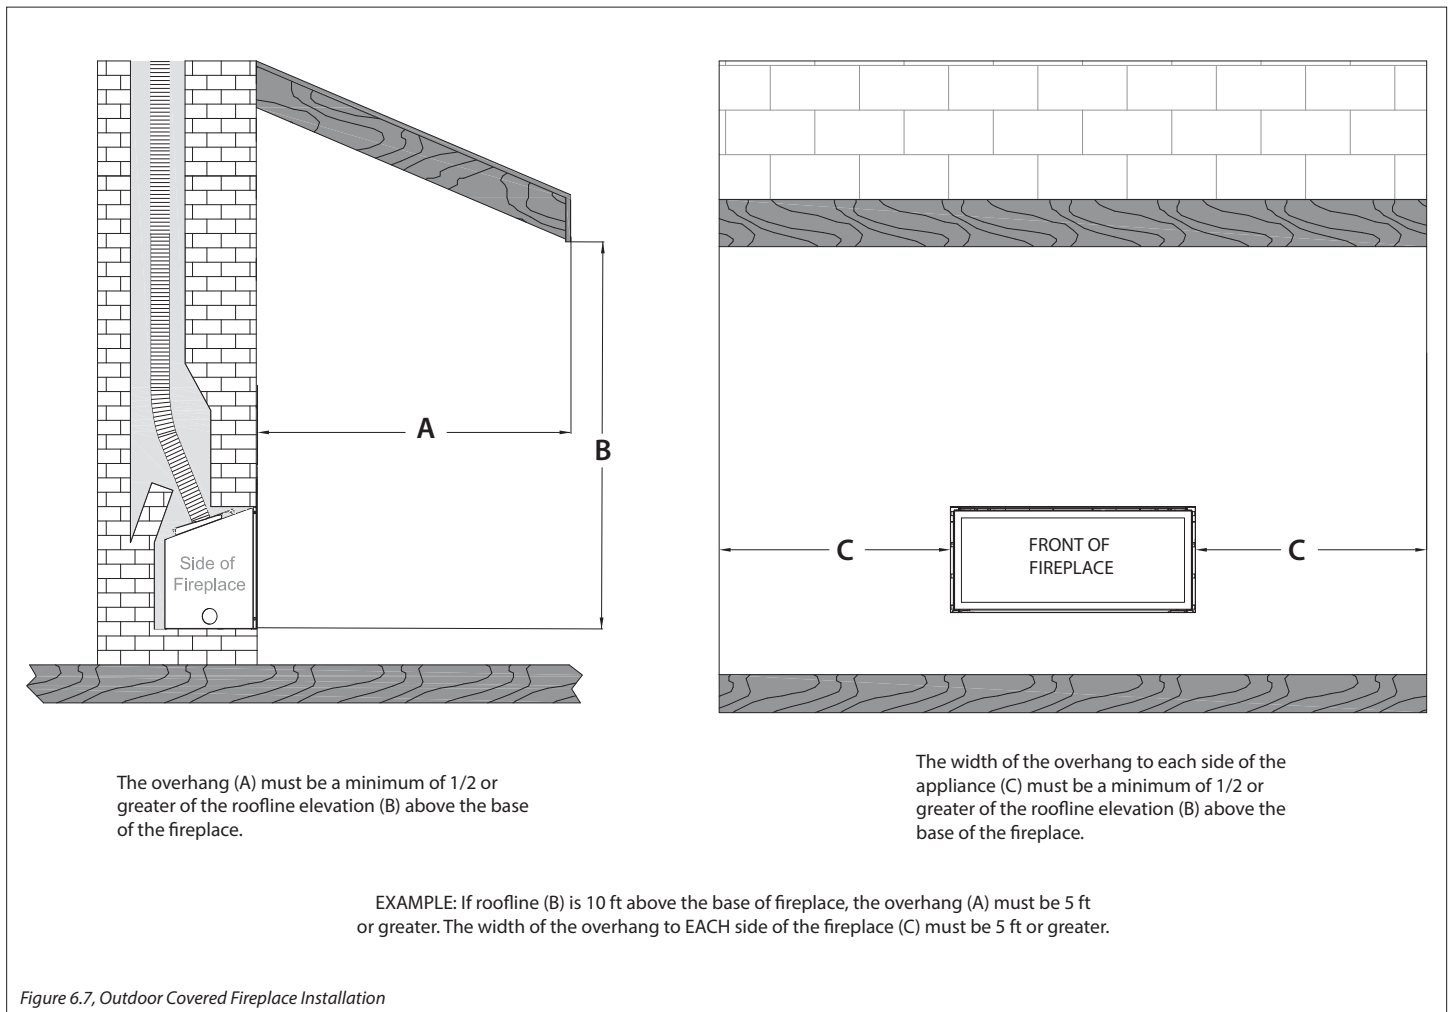 A
B
Side of
Fireplace
C
FRONT OF
FIREPLACE
C
The overhang (A) must be a minimum of 1/2 or
greater of the roofline elevation (B) above the base
of the fireplace.
The width of the overhang to each side of the
appliance (C) must be a minimum of 1/2 or
greater of the roofline elevation (B) above the
base of the fireplace.
EXAMPLE: If roofline (B) is 10 ft above the base of fireplace, the overhang (A) must be 5 ft
or greater. The width of the overhang to EACH side of the fireplace (C) must be 5 ft or greater.
Figure 6.7, Outdoor Covered Fireplace Installation